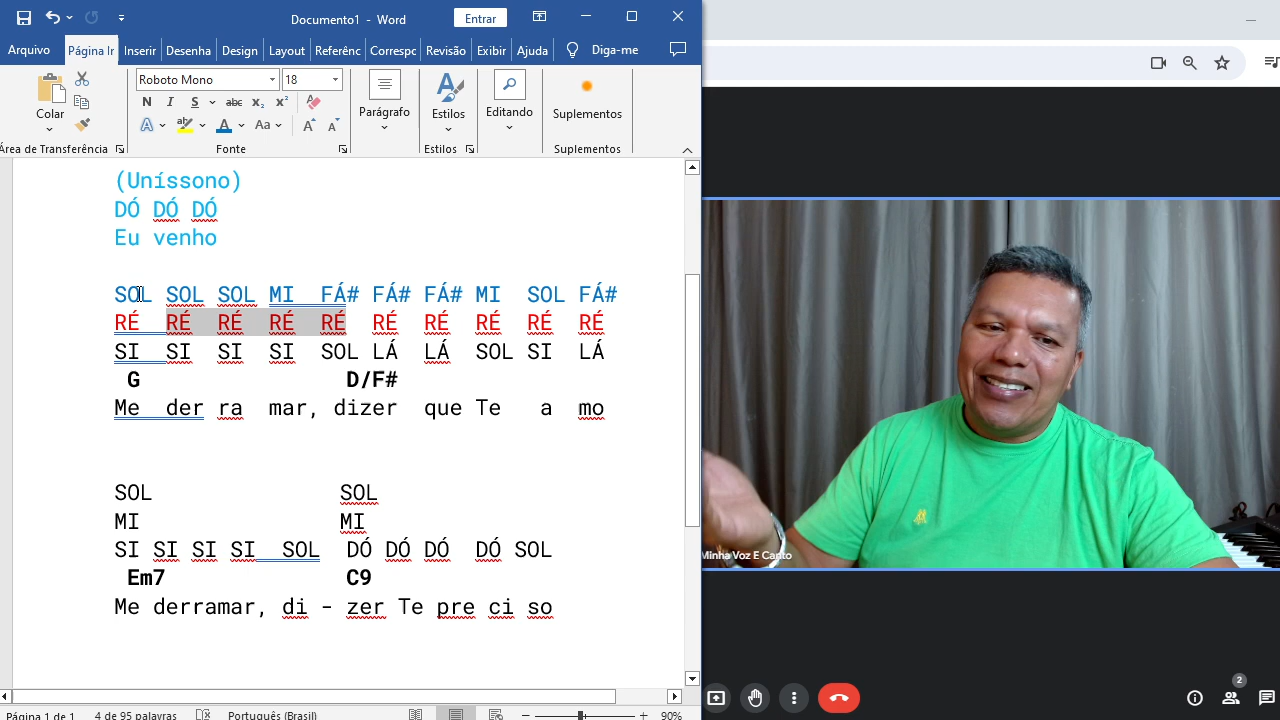 Documento1 - Word
Entrar
Arquivo
Página Ir
Inserir
Desenha
Design
Layout
Referênc
Correspc
Revisão
Exibir
Ajuda
Diga-me
Roboto Mono
18
N I S abc x₂ x²
A ab A Aa A A
Colar
Parágrafo
Estilos
Editando
Suplementos
Área de Transferência
Fonte
Estilos
Suplementos
(Uníssono)
DÓ DÓ DÓ
Eu venho
SOL SOL SOL MI FÁ# FÁ# FÁ# MI SOL FÁ#
RÉ RÉ RÉ RÉ RÉ RÉ RÉ RÉ RÉ RÉ
SI SI SI SI SOL LÁ LÁ SOL SI LÁ
G D/F#
Me der ra mar, dizer que Te a mo
SOL SOL
MI MI
SI SI SI SI SOL DÓ DÓ DÓ DÓ SOL
Em7 C9
Me derramar, di - zer Te pre ci so
Página 1 de 1
4 de 95 palavras
Português (Brasil)
90%
Minha Voz E Canto
2